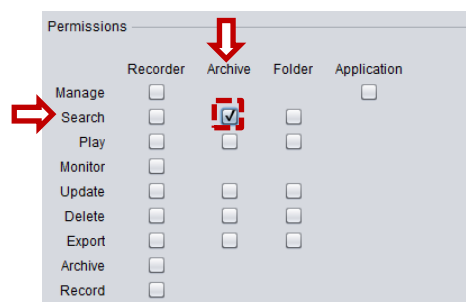 Permissions
Recorder Archive Folder Application
Manage
Search
Play
Monitor
Update
Delete
Export
Archive
Record